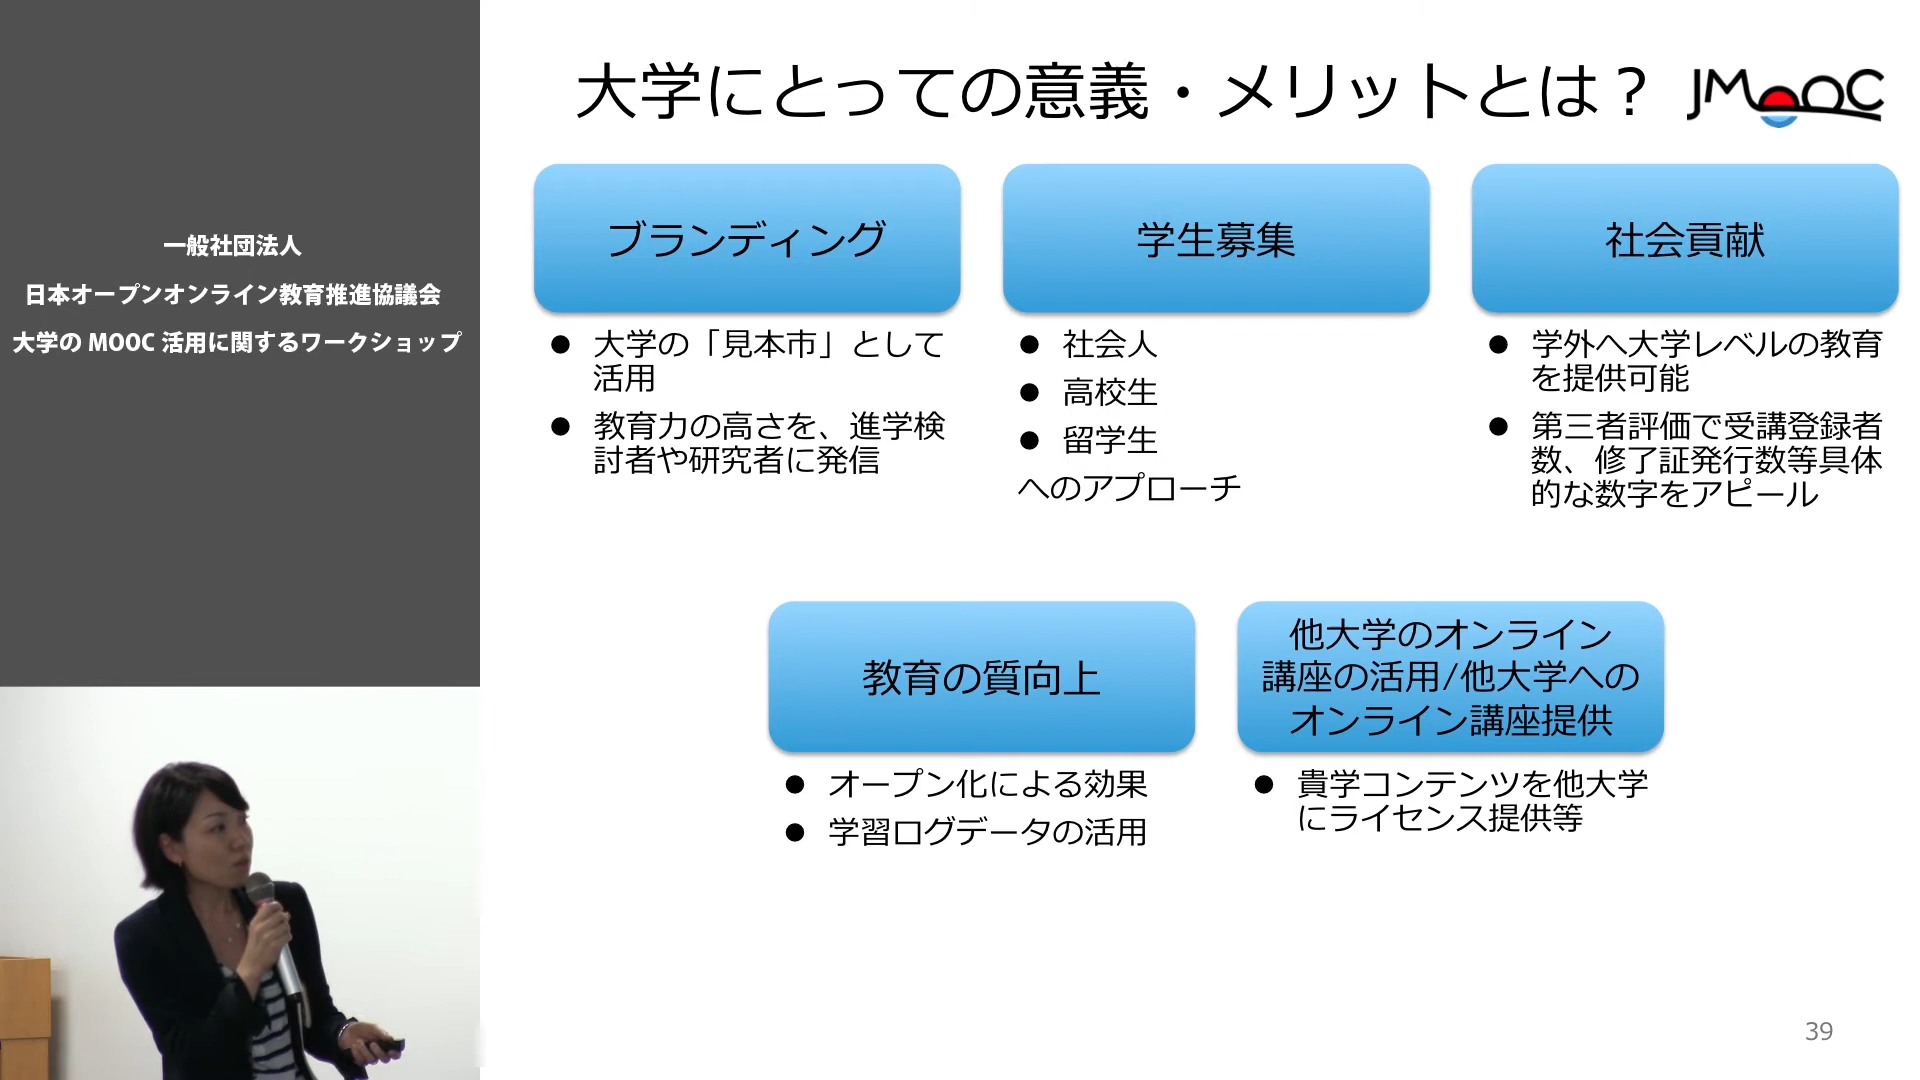 一般社団法人
日本オープンオンライン教育推進協議会
大学の MOOC 活用に関するワークショップ
大学にとっての意義・メリットとは？
JMOOC
ブランディング
● 大学の「見本市」として
活用
● 教育力の高さを、進学検
討者や研究者に発信
学生募集
● 社会人
● 高校生
● 留学生
へのアプローチ
社会貢献
● 学外へ大学レベルの教育
を提供可能
● 第三者評価で受講登録者
数、修了証発行数等具体
的な数字をアピール
教育の質向上
● オープン化による効果
● 学習ログデータの活用
他大学のオンライン
講座の活用/他大学への
オンライン講座提供
● 貴学コンテンツを他大学
にライセンス提供等
39